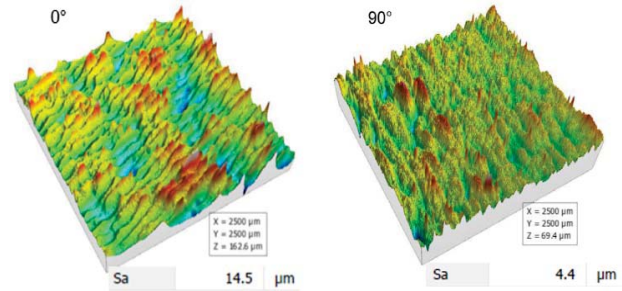 0°
90°
X = 2500 µm
Y = 2500 µm
Z = 162.6 µm
X = 2500 µm
Y = 2500 µm
Z = 69.4 µm
Sa 14.5 µm
Sa 4.4 µm